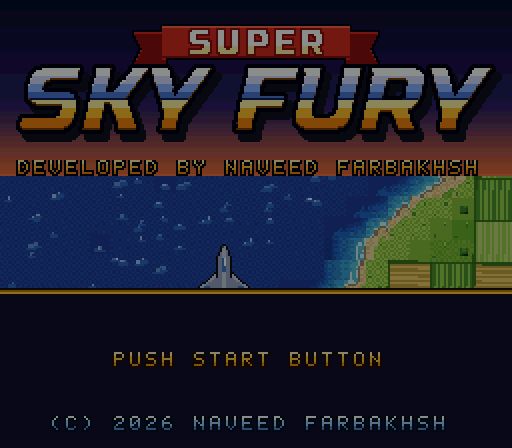 SUPER
SKY FURY
DEVELOPED BY NAVEED FARBAKHSH
PUSH START BUTTON
(C) 2026 NAVEED FARBAKHSH